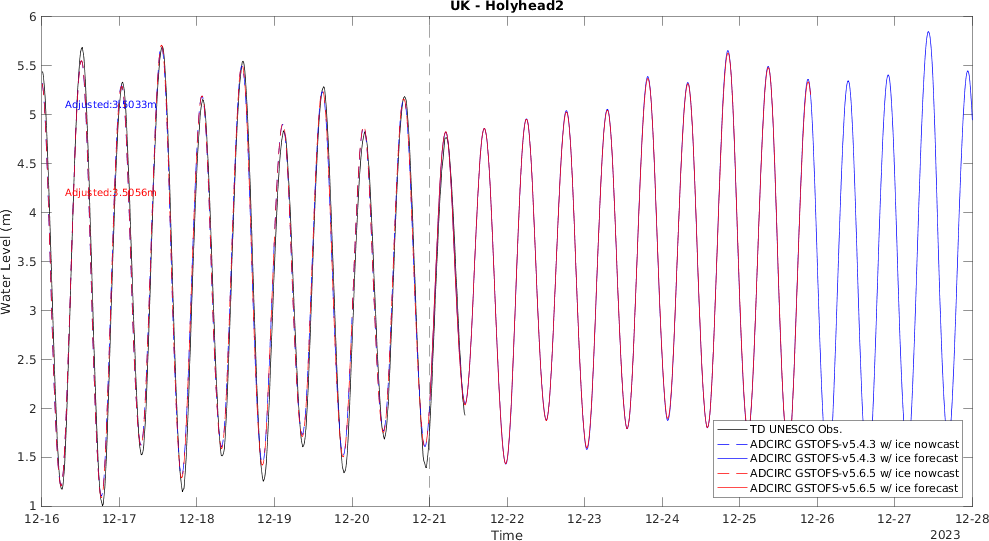 UK - Holyhead2
6
5.5
5
4.5
4
3.5
3
2.5
2
1.5
1
Water Level (m)
Adjusted:3.5033m
Adjusted:3.5056m
TD UNESCO Obs.
ADCIRC GSTOFS-v5.4.3 w/ ice nowcast
ADCIRC GSTOFS-v5.4.3 w/ ice forecast
ADCIRC GSTOFS-v5.6.5 w/ ice nowcast
ADCIRC GSTOFS-v5.6.5 w/ ice forecast
12-16 12-17 12-18 12-19 12-20 12-21 12-22 12-23 12-24 12-25 12-26 12-27 12-28
Time
2023